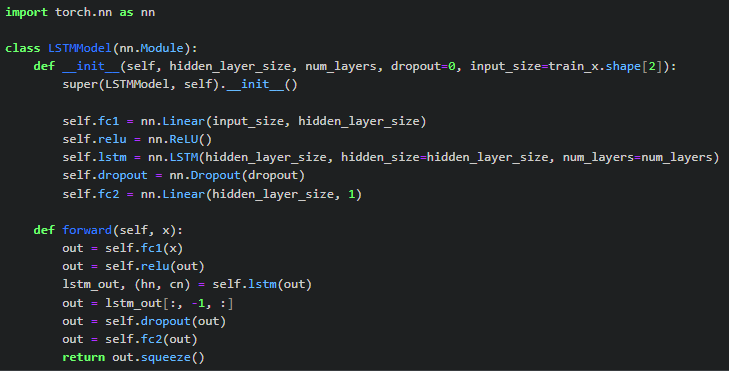 import torch.nn as nn
class LSTMModel(nn.Module):
def __init__(self, hidden_layer_size, num_layers, dropout=0, input_size=train_x.shape[2]):
super(LSTMModel, self).__init__()
self.fc1 = nn.Linear(input_size, hidden_layer_size)
self.relu = nn.ReLU()
self.lstm = nn.LSTM(hidden_layer_size, hidden_size=hidden_layer_size, num_layers=num_layers)
self.dropout = nn.Dropout(dropout)
self.fc2 = nn.Linear(hidden_layer_size, 1)
def forward(self, x):
out = self.fc1(x)
out = self.relu(out)
lstm_out, (hn, cn) = self.lstm(out)
out = lstm_out[:, -1, :]
out = self.dropout(out)
out = self.fc2(out)
return out.squeeze()